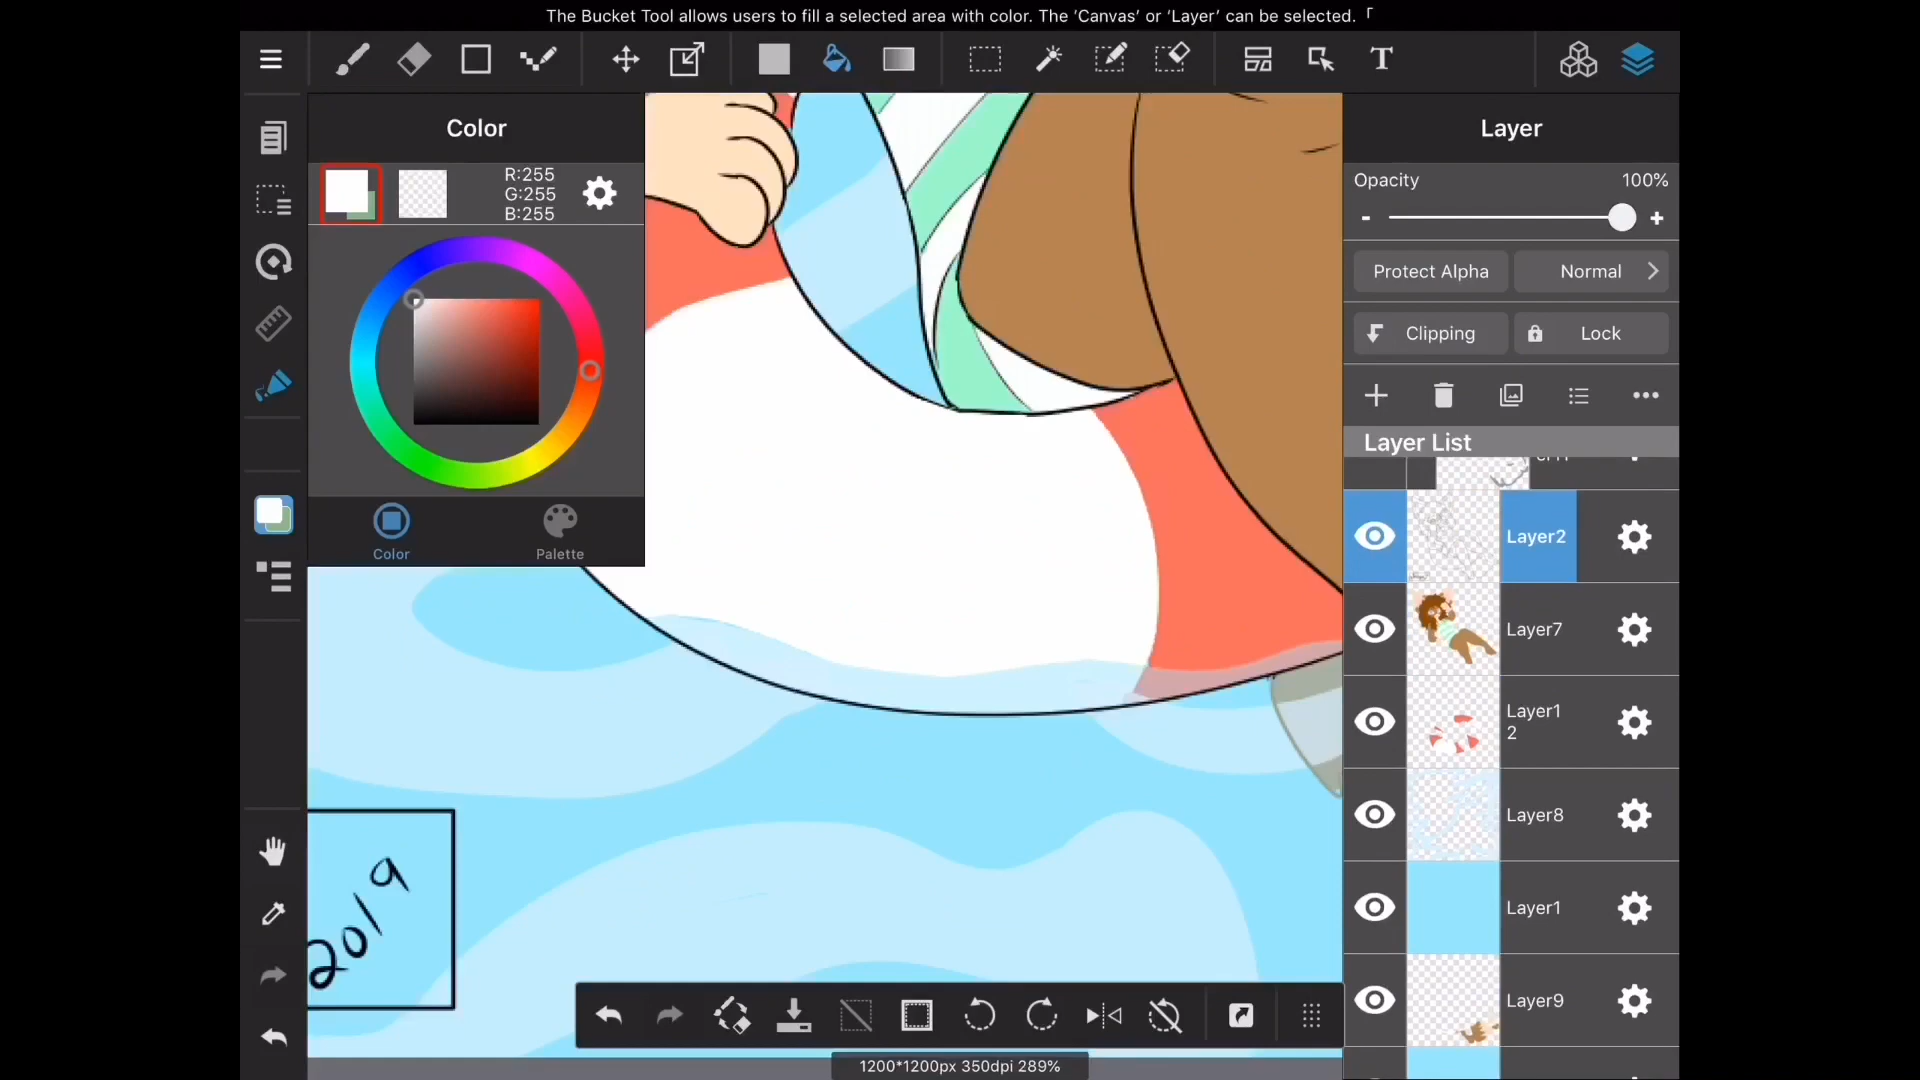 The Bucket Tool allows users to fill a selected area with color. The ‘Canvas’ or ‘Layer’ can be selected. 「
T
Color
R:255
G:255
B:255
Color
Palette
Layer
Opacity 100%
- +
Protect Alpha
Normal
Clipping
Lock
Layer List
Layer2
Layer7
Layer1
2
Layer8
Layer1
Layer9
2019
1200*1200px 350dpi 289%